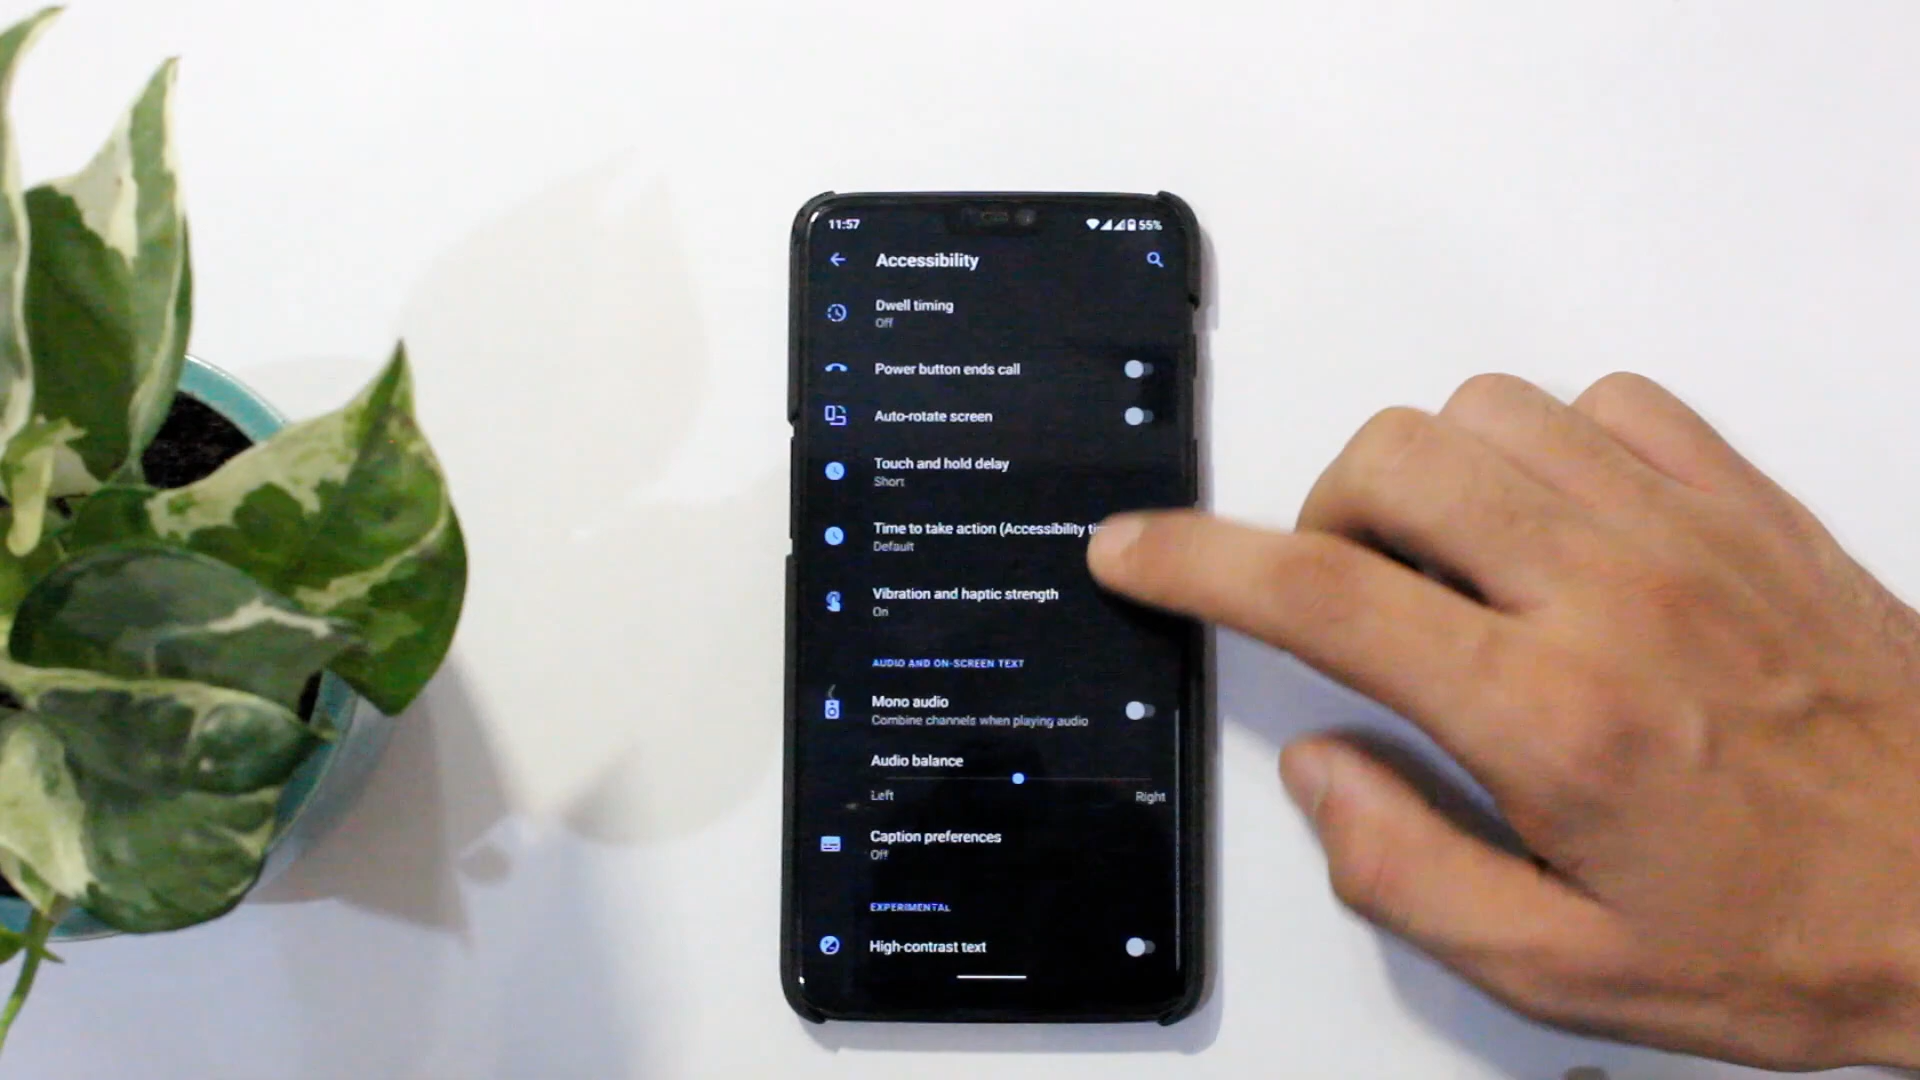 11:57
55%
Accessibility
Dwell timing
Off
Power button ends call
Auto-rotate screen
Touch and hold delay
Short
Time to take action (Accessibility
Default
Vibration and haptic strength
On
AUDIO AND ON-SCREEN TEXT
Mono audio
Combine channels when playing audio
Audio balance
Left
Right
Caption preferences
Off
EXPERIMENTAL
High-contrast text